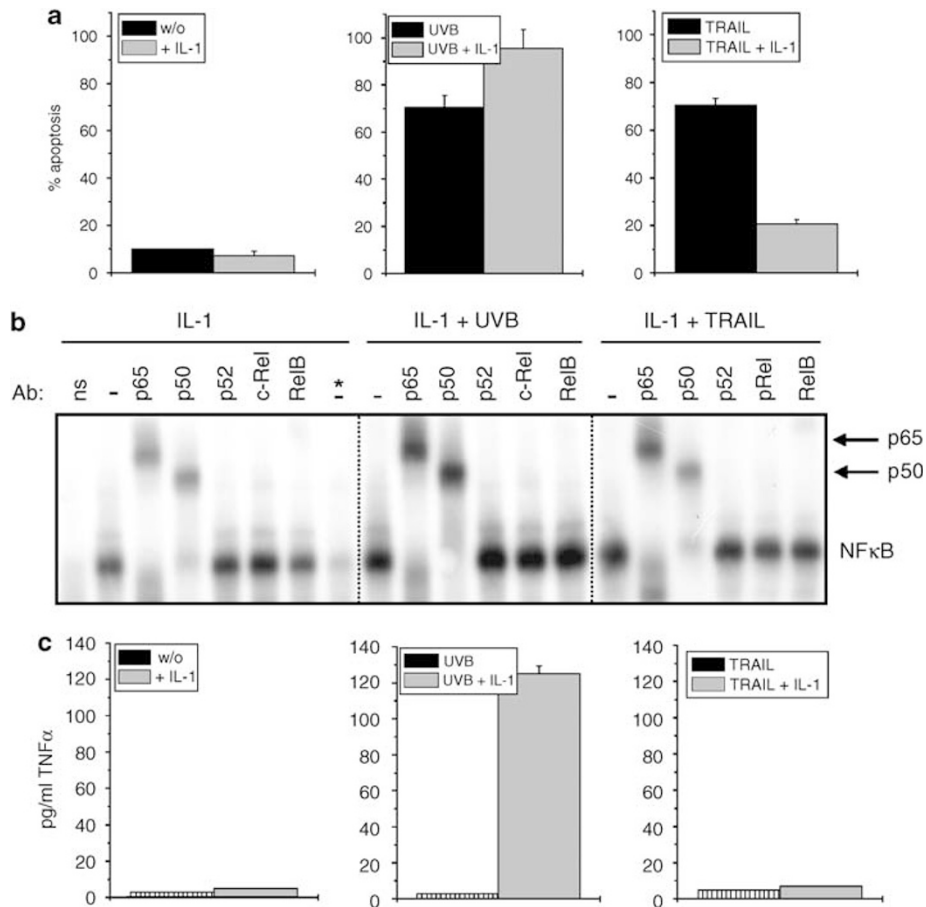 a
w/o
+ IL-1
% apoptosis
100
80
60
40
20
0
UVB
UVB + IL-1
100
80
60
40
20
0
TRAIL
TRAIL + IL-1
100
80
60
40
20
0
b
IL-1
IL-1 + UVB
IL-1 + TRAIL
Ab: ns - p65 p50 p52 c-Rel RelB -* - p65 p50 p52 c-Rel RelB - p65 p50 p52 pRel RelB
p65
p50
NFκB
c
w/o
+ IL-1
pg/ml TNFα
140
120
100
80
60
40
20
0
UVB
UVB + IL-1
140
120
100
80
60
40
20
0
TRAIL
TRAIL + IL-1
140
120
100
80
60
40
20
0